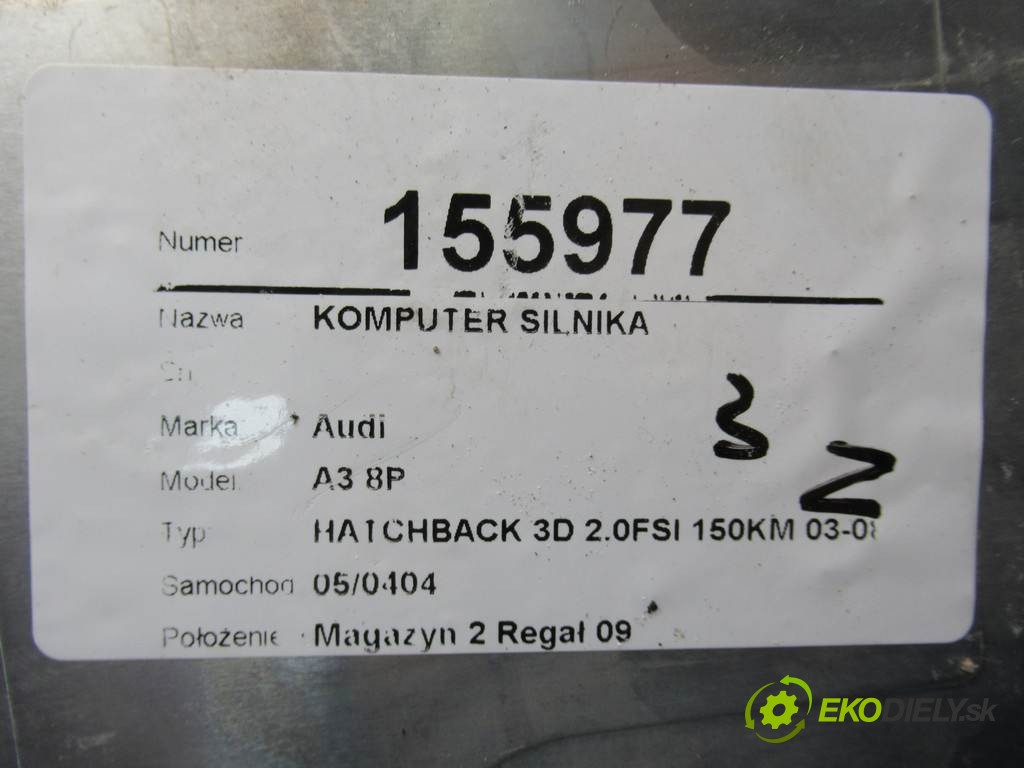 Numer 155977
Nazwa KOMPUTER SILNIKA
Marka Audi
Model A3 8P
Typ HATCHBACK 3D 2.0FSI 150KM 03-08
Samochod 05/0404
Położenie Magazyn 2 Regał 09
3
N
EKODIELY.sk